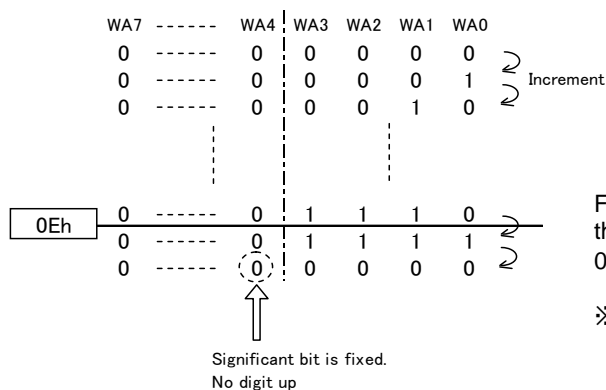 WA7 ------ WA4 WA3 WA2 WA1 WA0
0 ------ 0 0 0 0 0
0 ------ 0 0 0 0 1
Increment
0 ------ 0 0 0 1 0
0 ------ 0 1 1 1 0
0Eh
0 ------ 0 1 1 1 1
0 ------ 0 0 0 0 0
Significant bit is fixed.
No digit up
F
th
0
※